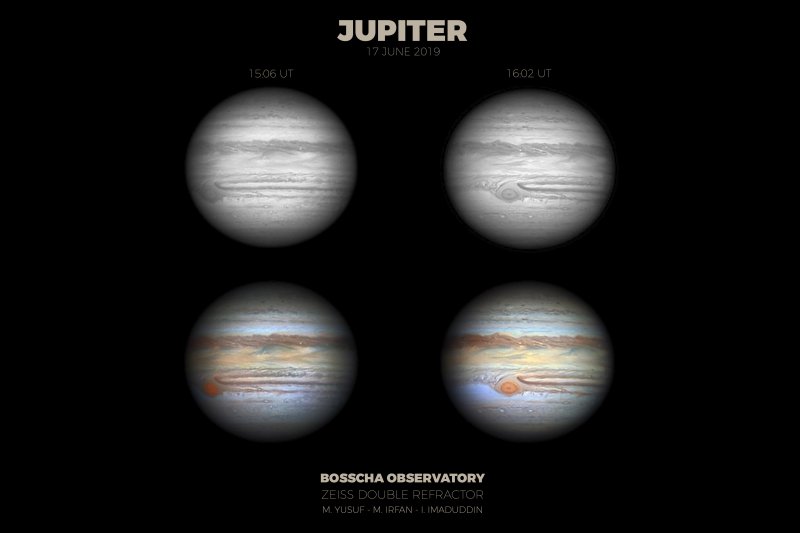 JUPITER
17 JUNE 2019
15:06 UT
16:02 UT
BOSSCHA OBSERVATORY
ZEISS DOUBLE REFRACTOR
M. YUSUF - M. IRFAN - I. IMADUDDIN